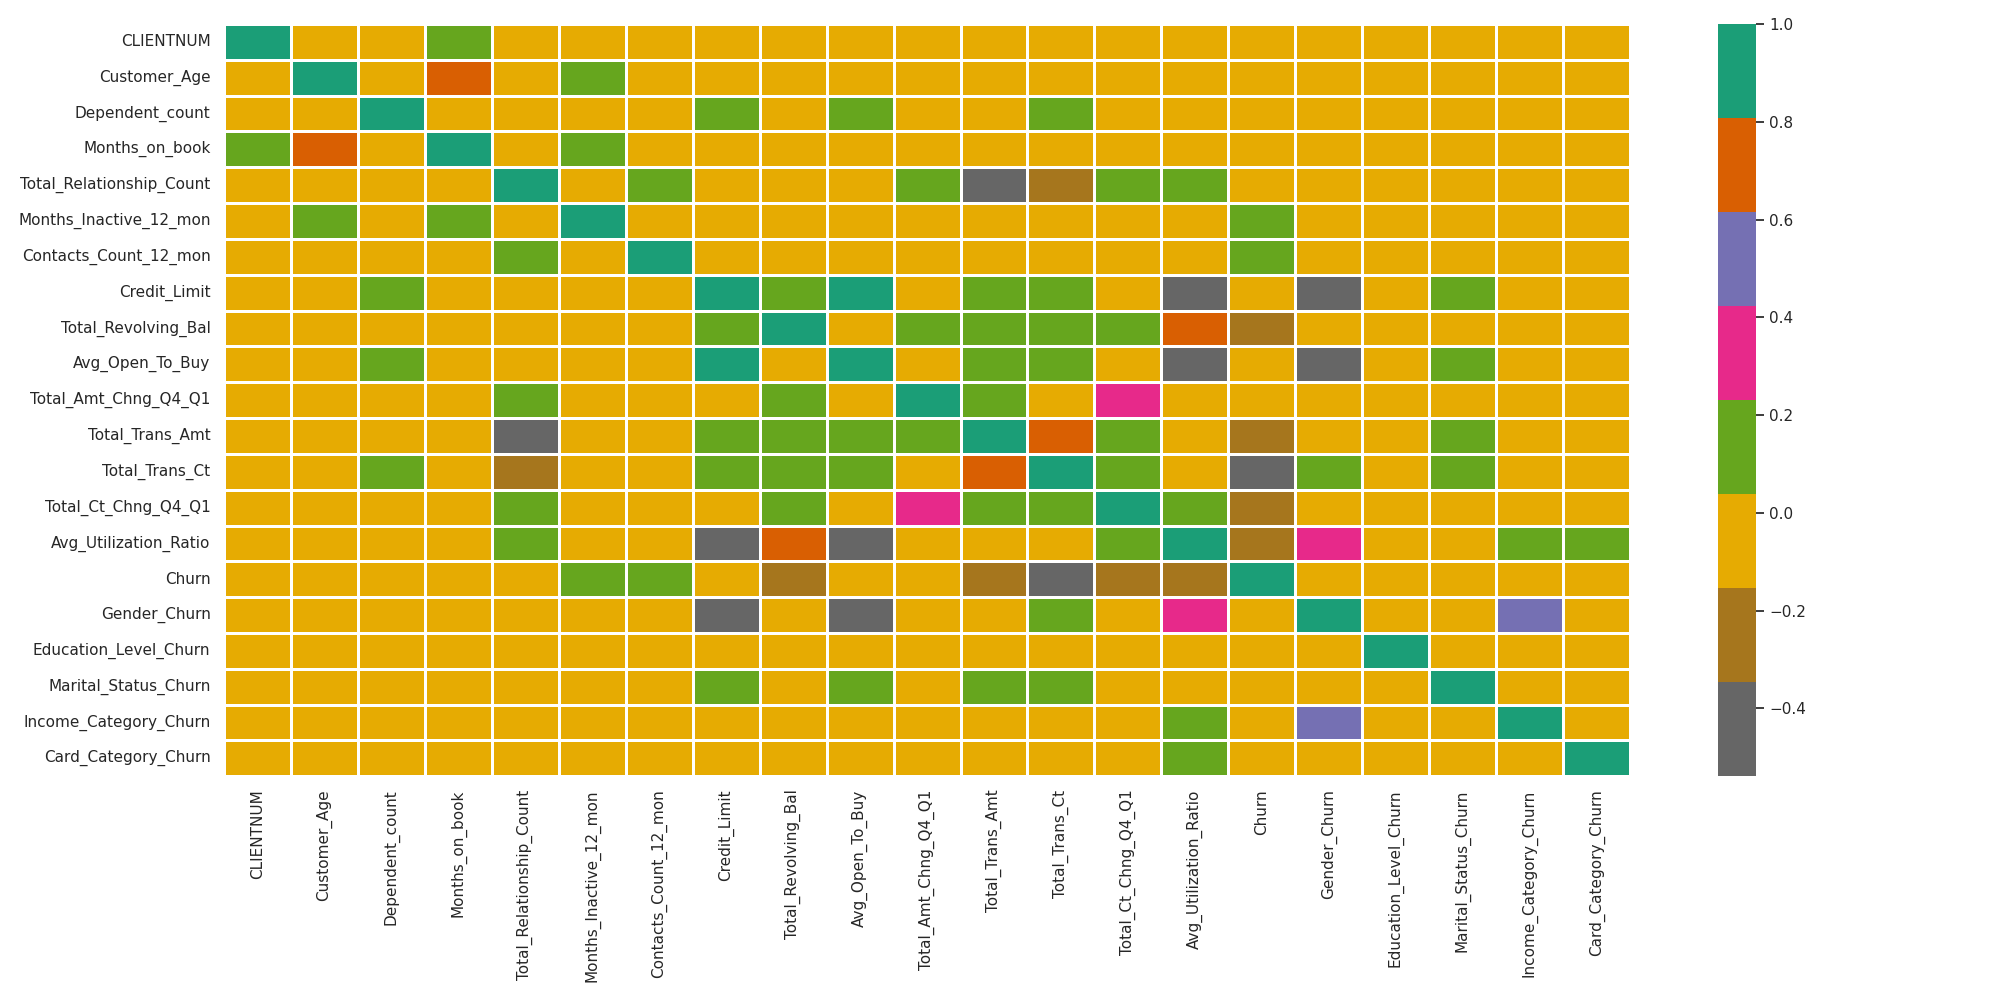 CLIENTNUM
Customer_Age
Dependent_count
Months_on_book
Total_Relationship_Count
Months_Inactive_12_mon
Contacts_Count_12_mon
Credit_Limit
Total_Revolving_Bal
Avg_Open_To_Buy
Total_Amt_Chng_Q4_Q1
Total_Trans_Amt
Total_Trans_Ct
Total_Ct_Chng_Q4_Q1
Avg_Utilization_Ratio
Churn
Gender_Churn
Education_Level_Churn
Marital_Status_Churn
Income_Category_Churn
Card_Category_Churn
CLIENTNUM
Customer_Age
Dependent_count
Months_on_book
Total_Relationship_Count
Months_Inactive_12_mon
Contacts_Count_12_mon
Credit_Limit
Total_Revolving_Bal
Avg_Open_To_Buy
Total_Amt_Chng_Q4_Q1
Total_Trans_Amt
Total_Trans_Ct
Total_Ct_Chng_Q4_Q1
Avg_Utilization_Ratio
Churn
Gender_Churn
Education_Level_Churn
Marital_Status_Churn
Income_Category_Churn
Card_Category_Churn
1.0
0.8
0.6
0.4
0.2
0.0
−0.2
−0.4